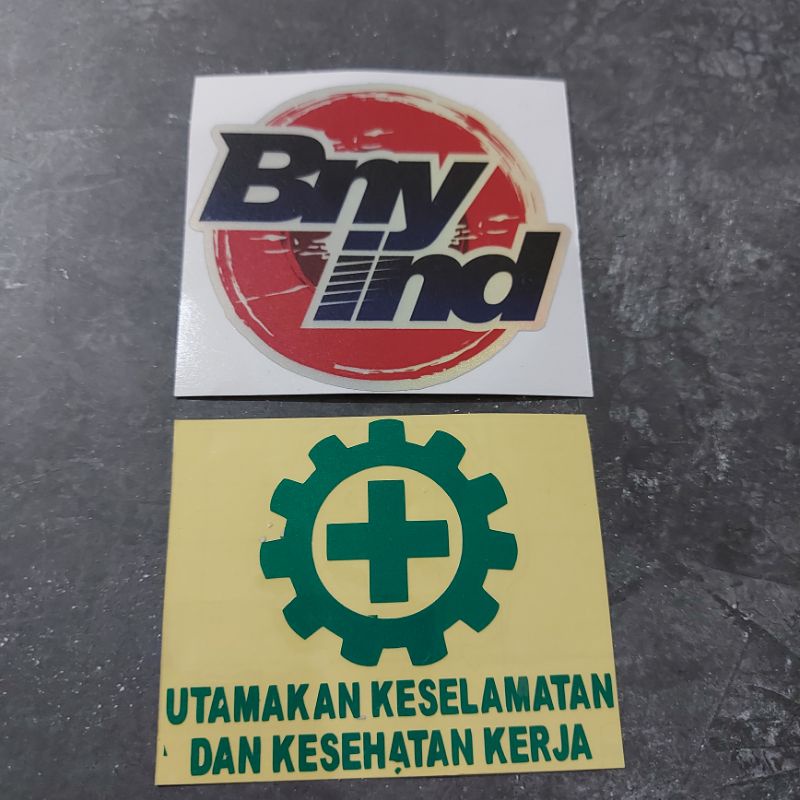 Bny
ind
UTAMAKAN KESELAMATAN
DAN KESEHATAN KERJA